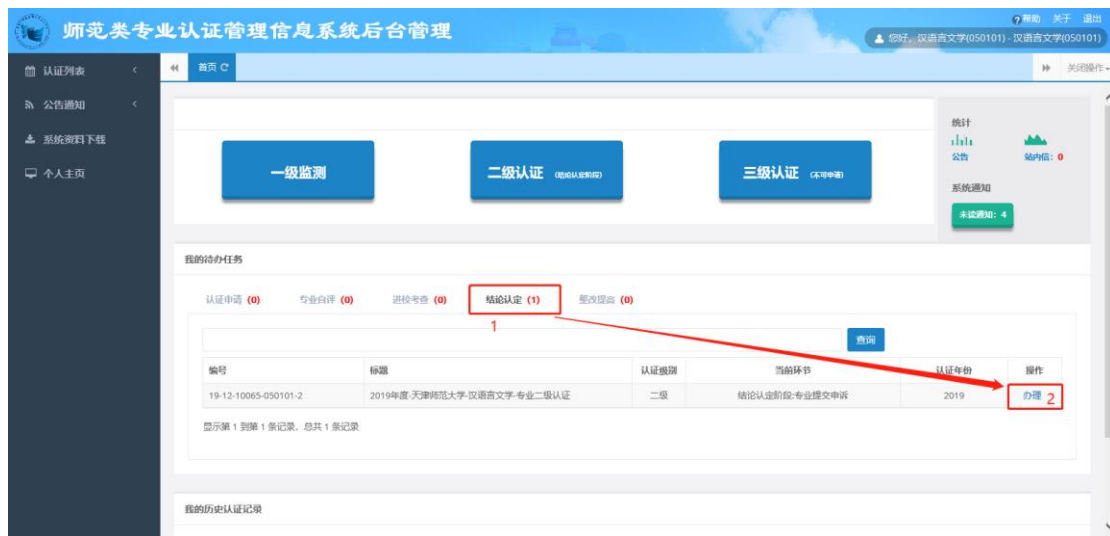 师范类专业认证管理信息系统后台管理
帮助 关于 退出
您好，汉语言文学(050101) - 汉语言文学(050101)
认证列表
公告通知
系统资料下载
个人主页
首页
关闭操作
一级监测
二级认证 (结论认定阶段)
三级认证 (不可申请)
统计
公告 站内信: 0
系统通知
未读通知: 4
我的待办任务
认证申请 (0) 专业自评 (0) 进校考查 (0) 结论认定 (1) 整改提高 (0)
1
查询
编号 标题 认证级别 当前环节 认证年份 操作
19-12-10065-050101-2 2019年度-天津师范大学-汉语言文学-专业二级认证 二级 结论认定阶段:专业提交申诉 2019 办理 2
显示第 1 到第 1 条记录, 总共 1 条记录
我的历史认证记录